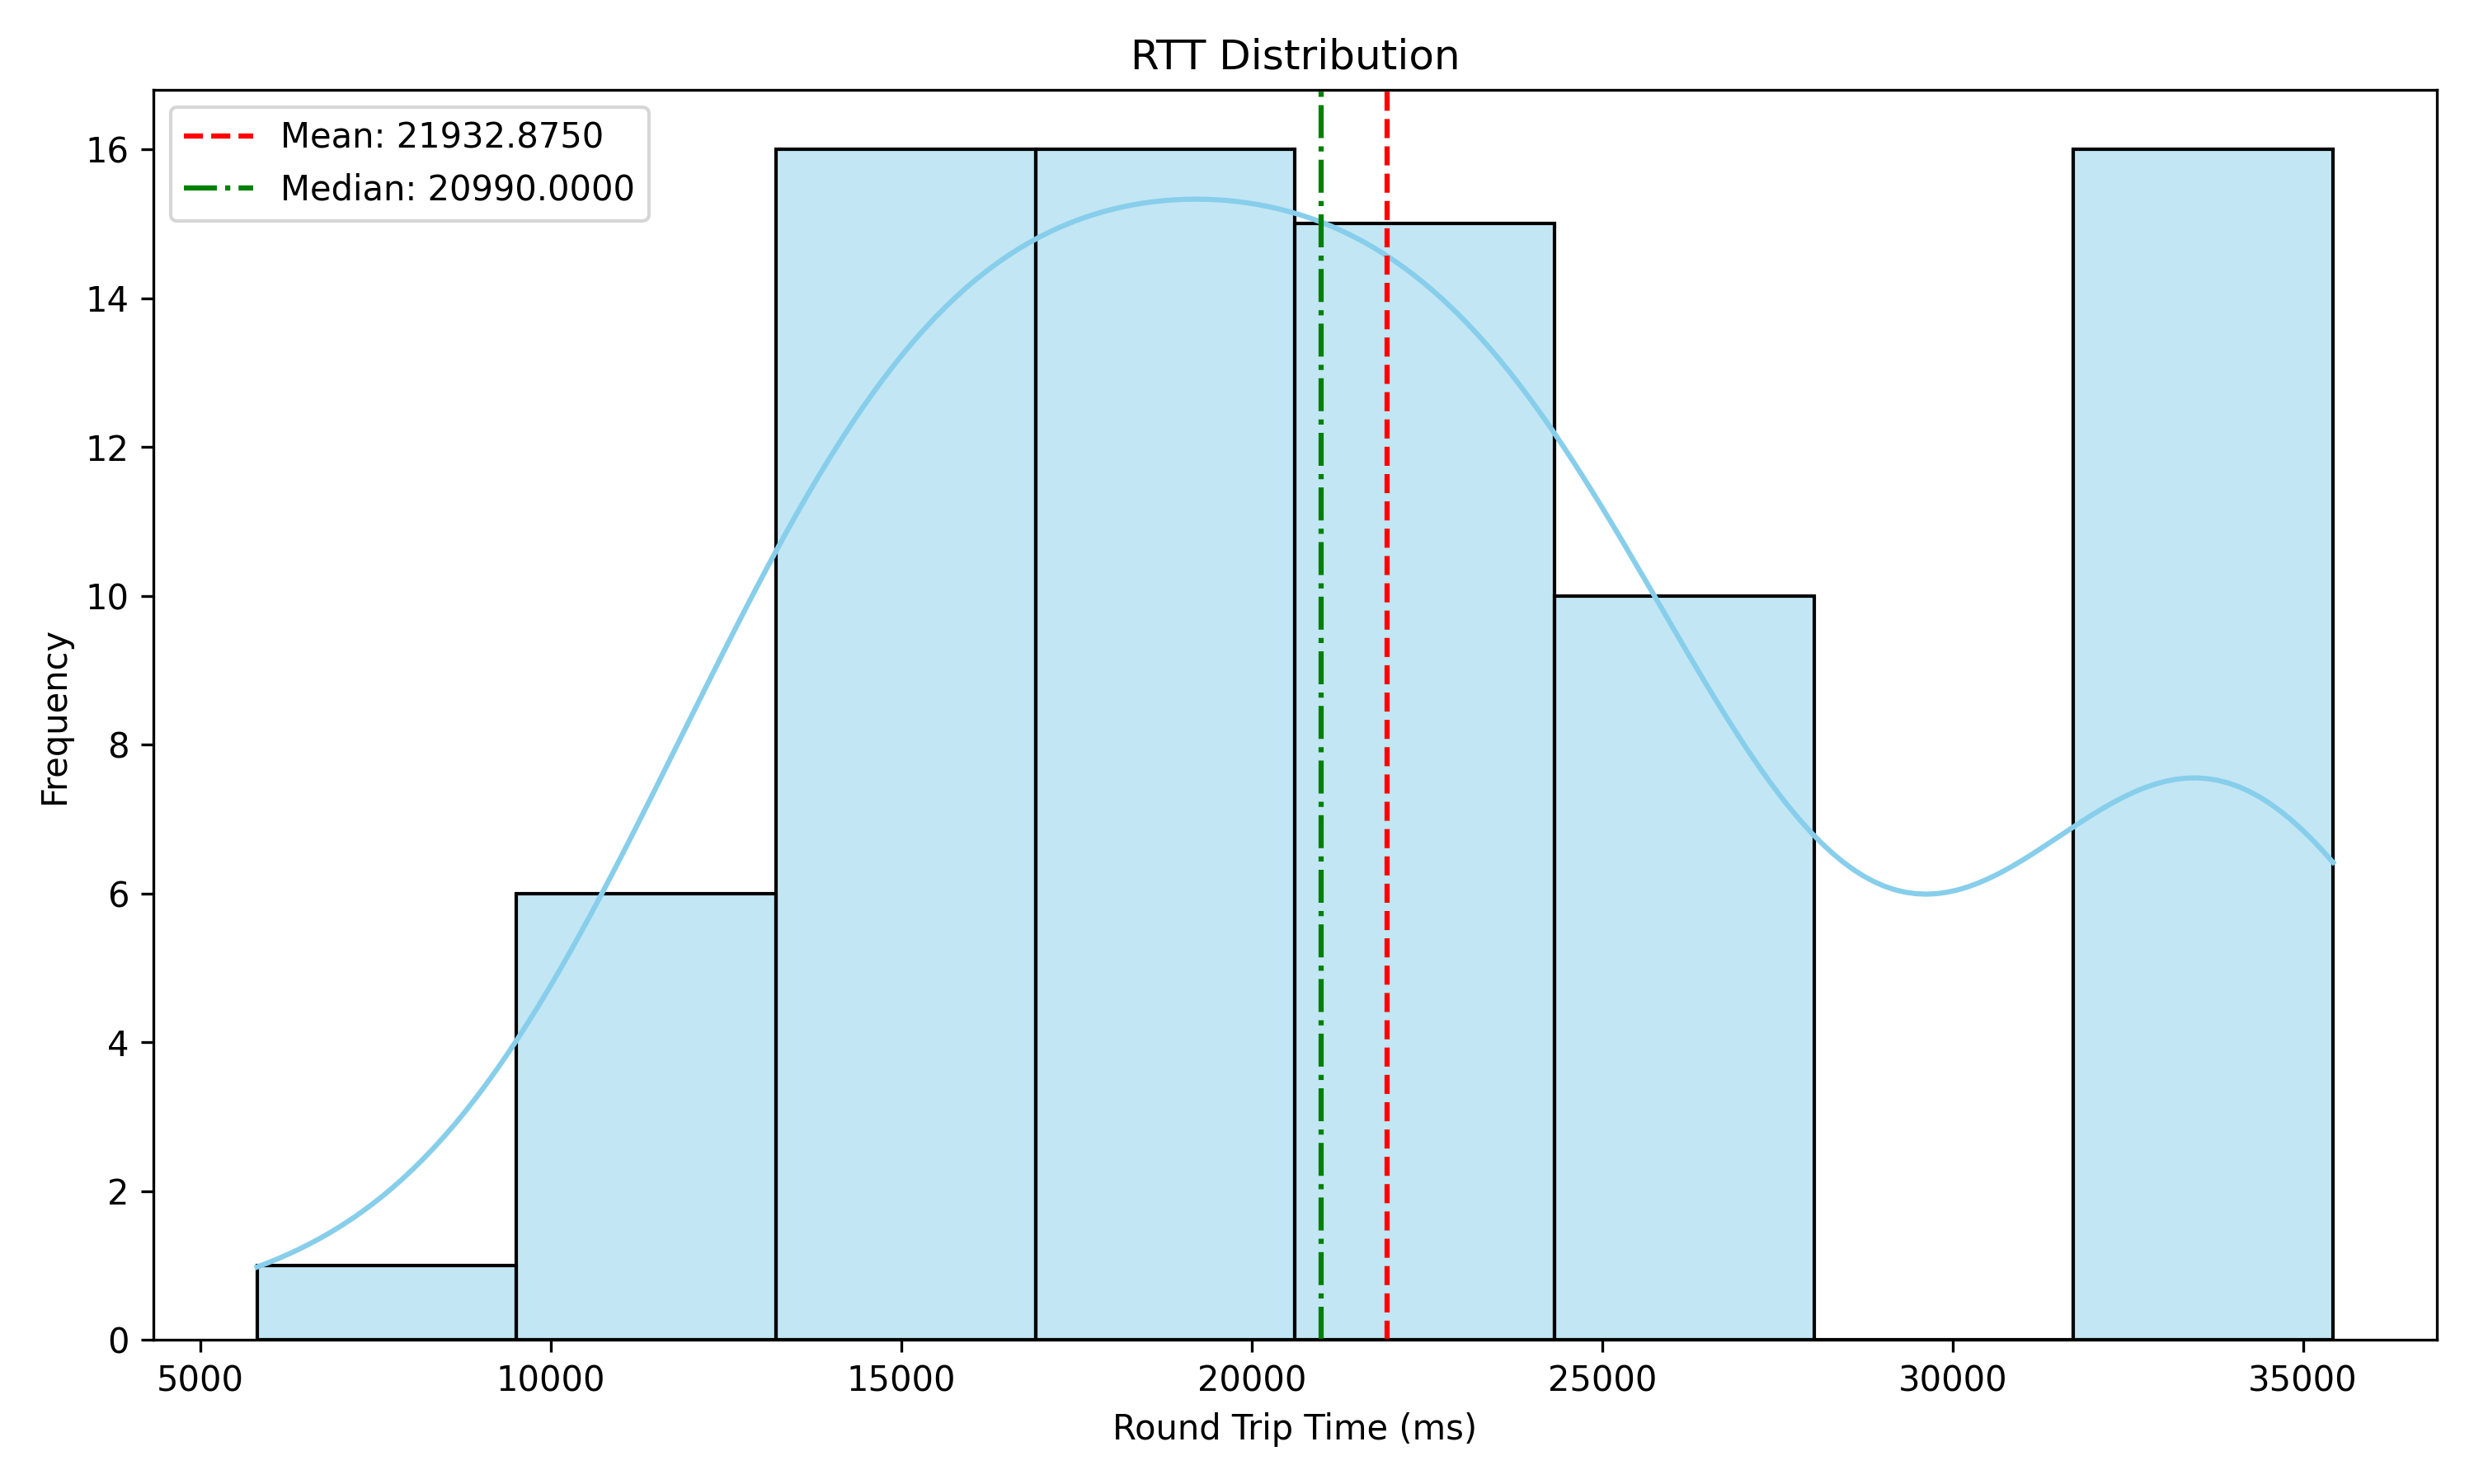 RTT Distribution
Mean: 21932.8750
Median: 20990.0000
Frequency
16
14
12
10
8
6
4
2
0
5000 10000 15000 20000 25000 30000 35000
Round Trip Time (ms)